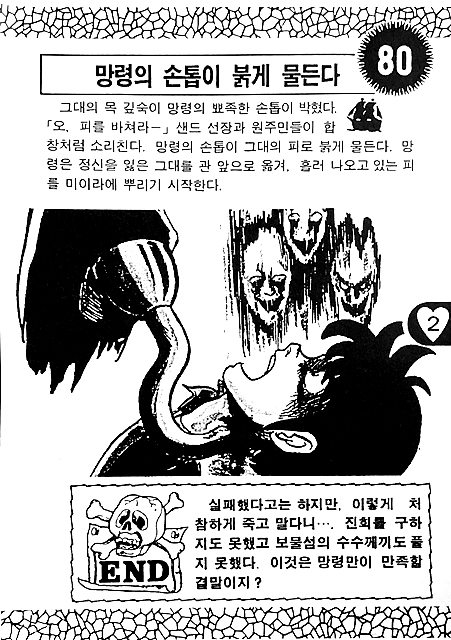 80
망령의 손톱이 붉게 물든다
그대의 목 깊숙이 망령의 뾰족한 손톱이 박혔다.
「오, 피를 바쳐라―」 샌드 선장과 원주민들이 합
창처럼 소리친다. 망령의 손톱이 그대의 피로 붉게 물든다. 망
령은 정신을 잃은 그대를 관 앞으로 옮겨, 흘러 나오고 있는 피
를 미이라에 뿌리기 시작한다.
2
실패했다고는 하지만, 이렇게 처
참하게 죽고 말다니…. 진희를 구하
지도 못했고 보물섬의 수수께끼도 풀
지 못했다. 이것은 망령만이 만족할
결말이지?
END